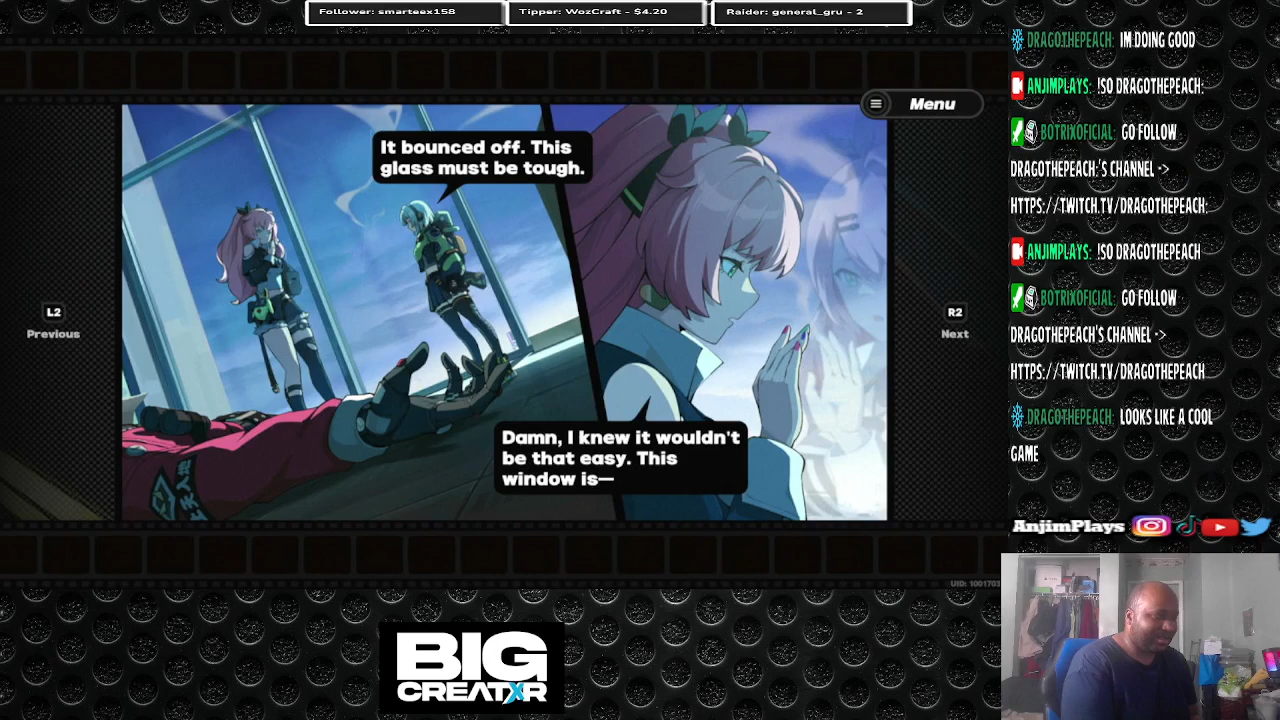 Follower: smarteex158
Tipper: WozCraft - $4.20
Raider: general_gru - 2
Menu
It bounced off. This
glass must be tough.
Damn, I knew it wouldn't
be that easy. This
window is—
L2
Previous
R2
Next
UID: 1001703
BIG
CREATXR
DRAGOTHEPEACH: IM DOING GOOD
ANJIMPLAYS: !SO DRAGOTHEPEACH:
BOTRIXOFICIAL: GO FOLLOW
DRAGOTHEPEACH:'S CHANNEL ->
HTTPS://TWITCH.TV/DRAGOTHEPEACH:
ANJIMPLAYS: !SO DRAGOTHEPEACH
BOTRIXOFICIAL: GO FOLLOW
DRAGOTHEPEACH'S CHANNEL ->
HTTPS://TWITCH.TV/DRAGOTHEPEACH
DRAGOTHEPEACH: LOOKS LIKE A COOL
GAME
AnjimPlays